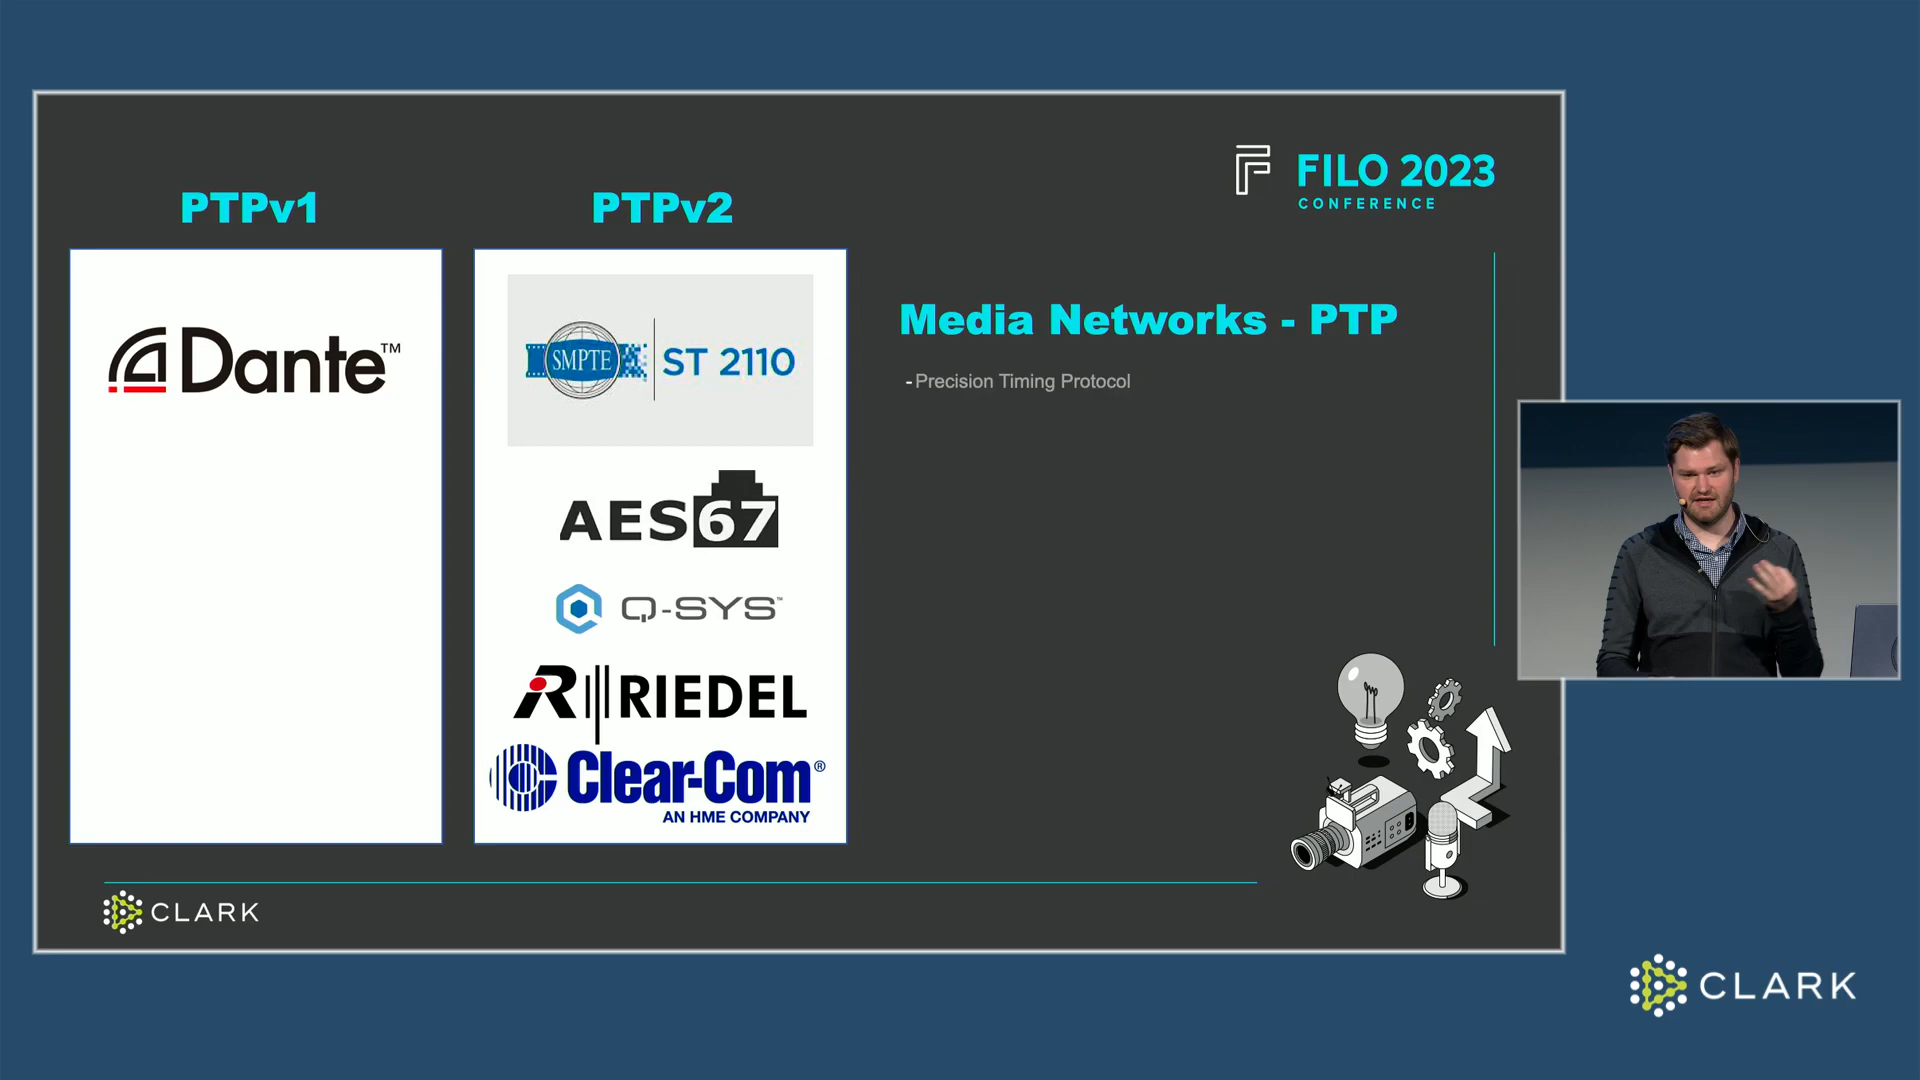 FILO 2023
CONFERENCE
PTPv1
PTPv2
Dante™
SMPTE
ST 2110
AES67
Q-SYS™
RIEDEL
Clear-Com®
AN HME COMPANY
Media Networks - PTP
- Precision Timing Protocol
CLARK
CLARK